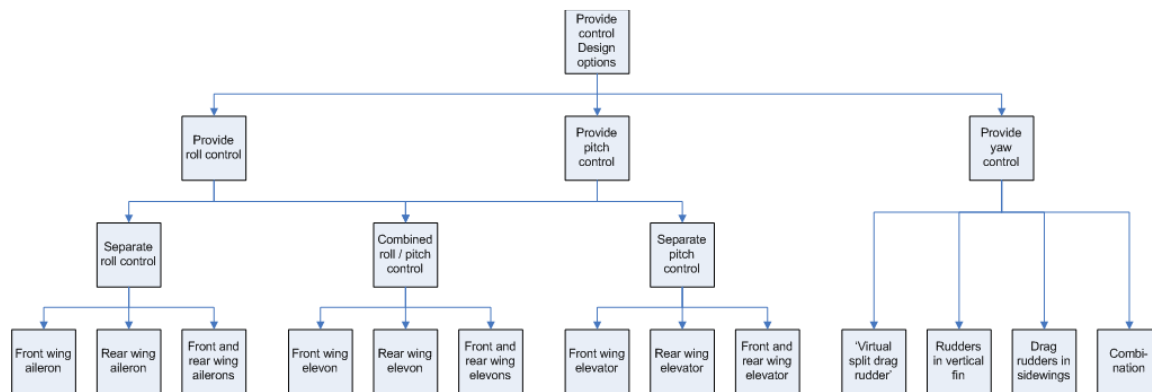 Provide
control
Design
options
Provide
roll control
Provide
pitch
control
Provide
yaw
control
Separate
roll control
Combined
roll / pitch
control
Separate
pitch
control
Front wing
aileron
Rear wing
aileron
Front and
rear wing
ailerons
Front wing
elevon
Rear wing
elevon
Front and
rear wing
elevons
Front wing
elevator
Rear wing
elevator
Front and
rear wing
elevator
‘Virtual
split drag
rudder’
Rudders
in vertical
fin
Drag
rudders in
sidewings
Combi-
nation